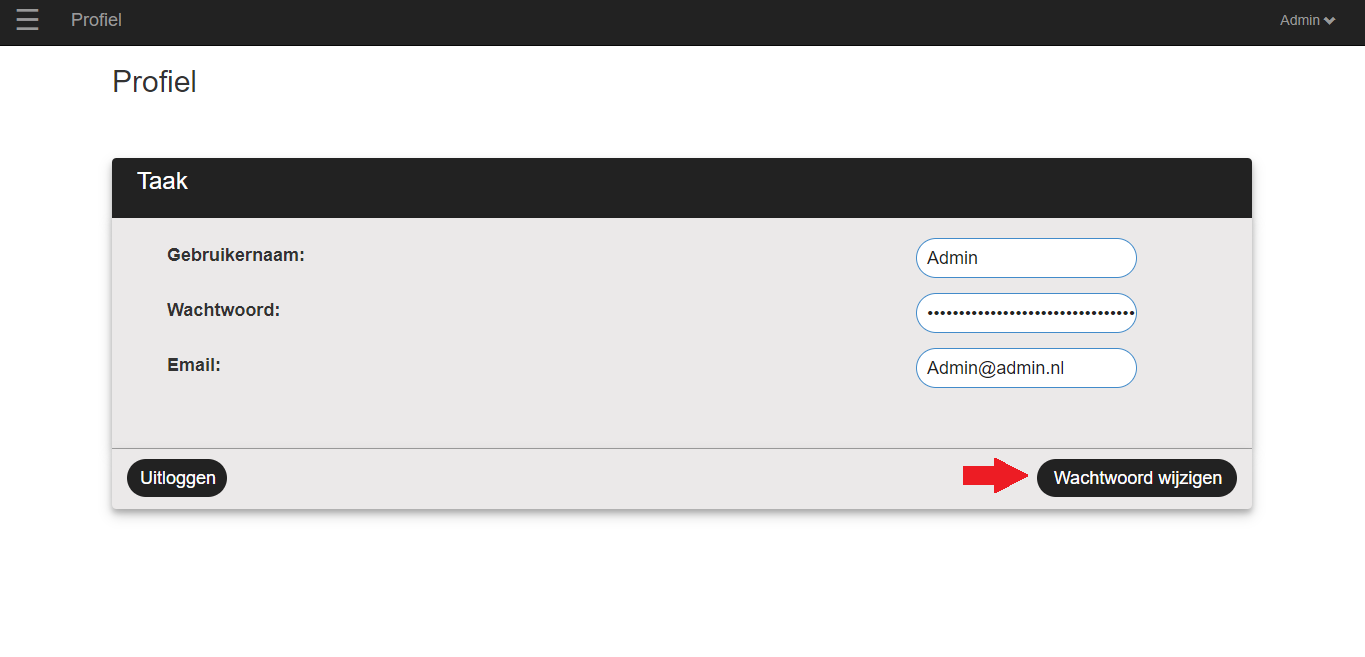 Profiel
Admin
Profiel
Taak
Gebruikernaam:
Admin
Wachtwoord:
••••••••••••••••••••••••••••••••
Email:
Admin@admin.nl
Uitloggen
Wachtwoord wijzigen